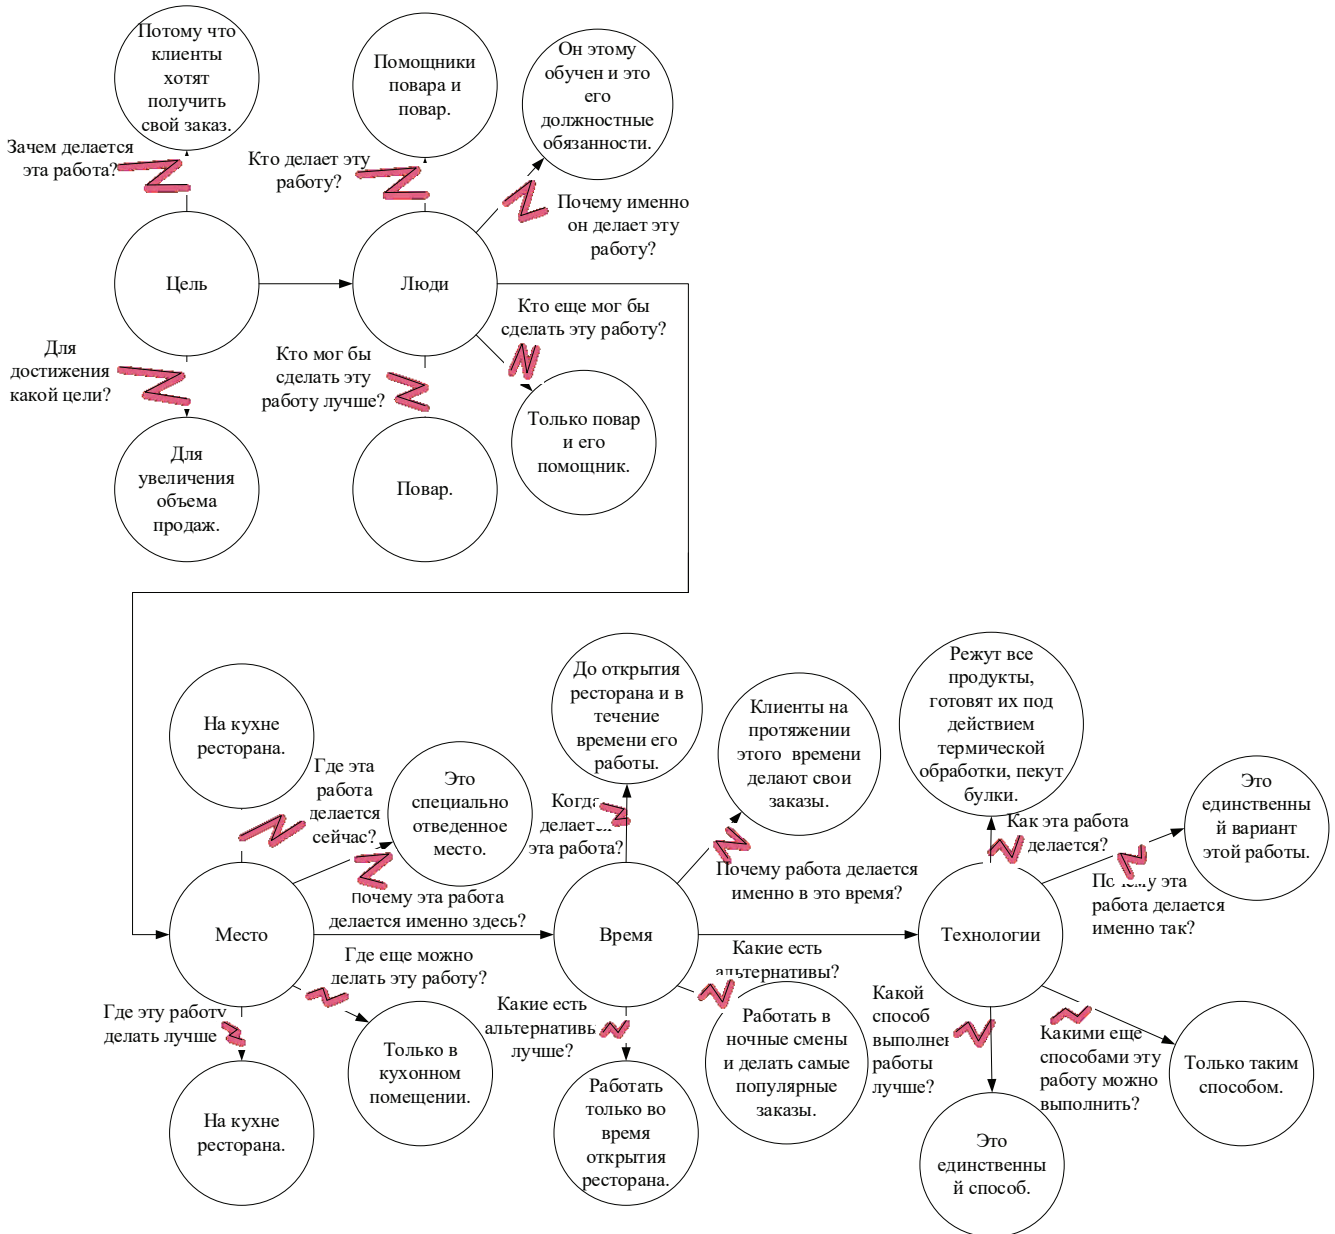 Потому что
клиенты
хотят
получить
свой заказ.
Зачем делается
эта работа?
Помощники
повара и
повар.
Кто делает эту
работу?
Он этому
обучен и это
его
должностные
обязанности.
Почему именно
он делает эту
работу?
Цель
Люди
Для
достижения
какой цели?
Для
увеличения
объема
продаж.
Кто мог бы
сделать эту
работу лучше?
Повар.
Кто еще мог бы
сделать эту работу?
Только повар
и его
помощник.
На кухне
ресторана.
Где эта
работа
делается
сейчас?
Это
специально
отведенное
место.
Почему эта работа
делается именно здесь?
До открытия
ресторана и в
течение
времени его
работы.
Когда
делается
эта работа?
Клиенты на
протяжении
этого времени
делают свои
заказы.
Почему работа делается
именно в это время?
Режут все
продукты,
готовят их под
действием
термической
обработки, пекут
булки.
Как эта работа
делается?
Это
единственны
й вариант
этой работы.
Почему эта
работа делается
именно так?
Место
Время
Технологии
Где эту работу
делать лучше
На кухне
ресторана.
Где еще можно
делать эту работу?
Только в
кухонном
помещении.
Какие есть
альтернативы
лучше?
Работать
только во
время
открытия
ресторана.
Какие есть
альтернативы?
Работать в
ночные смены
и делать самые
популярные
заказы.
Какой
способ
выполнен
работы
лучше?
Это
единственны
й способ.
Какими еще
способами эту
работу можно
выполнить?
Только таким
способом.